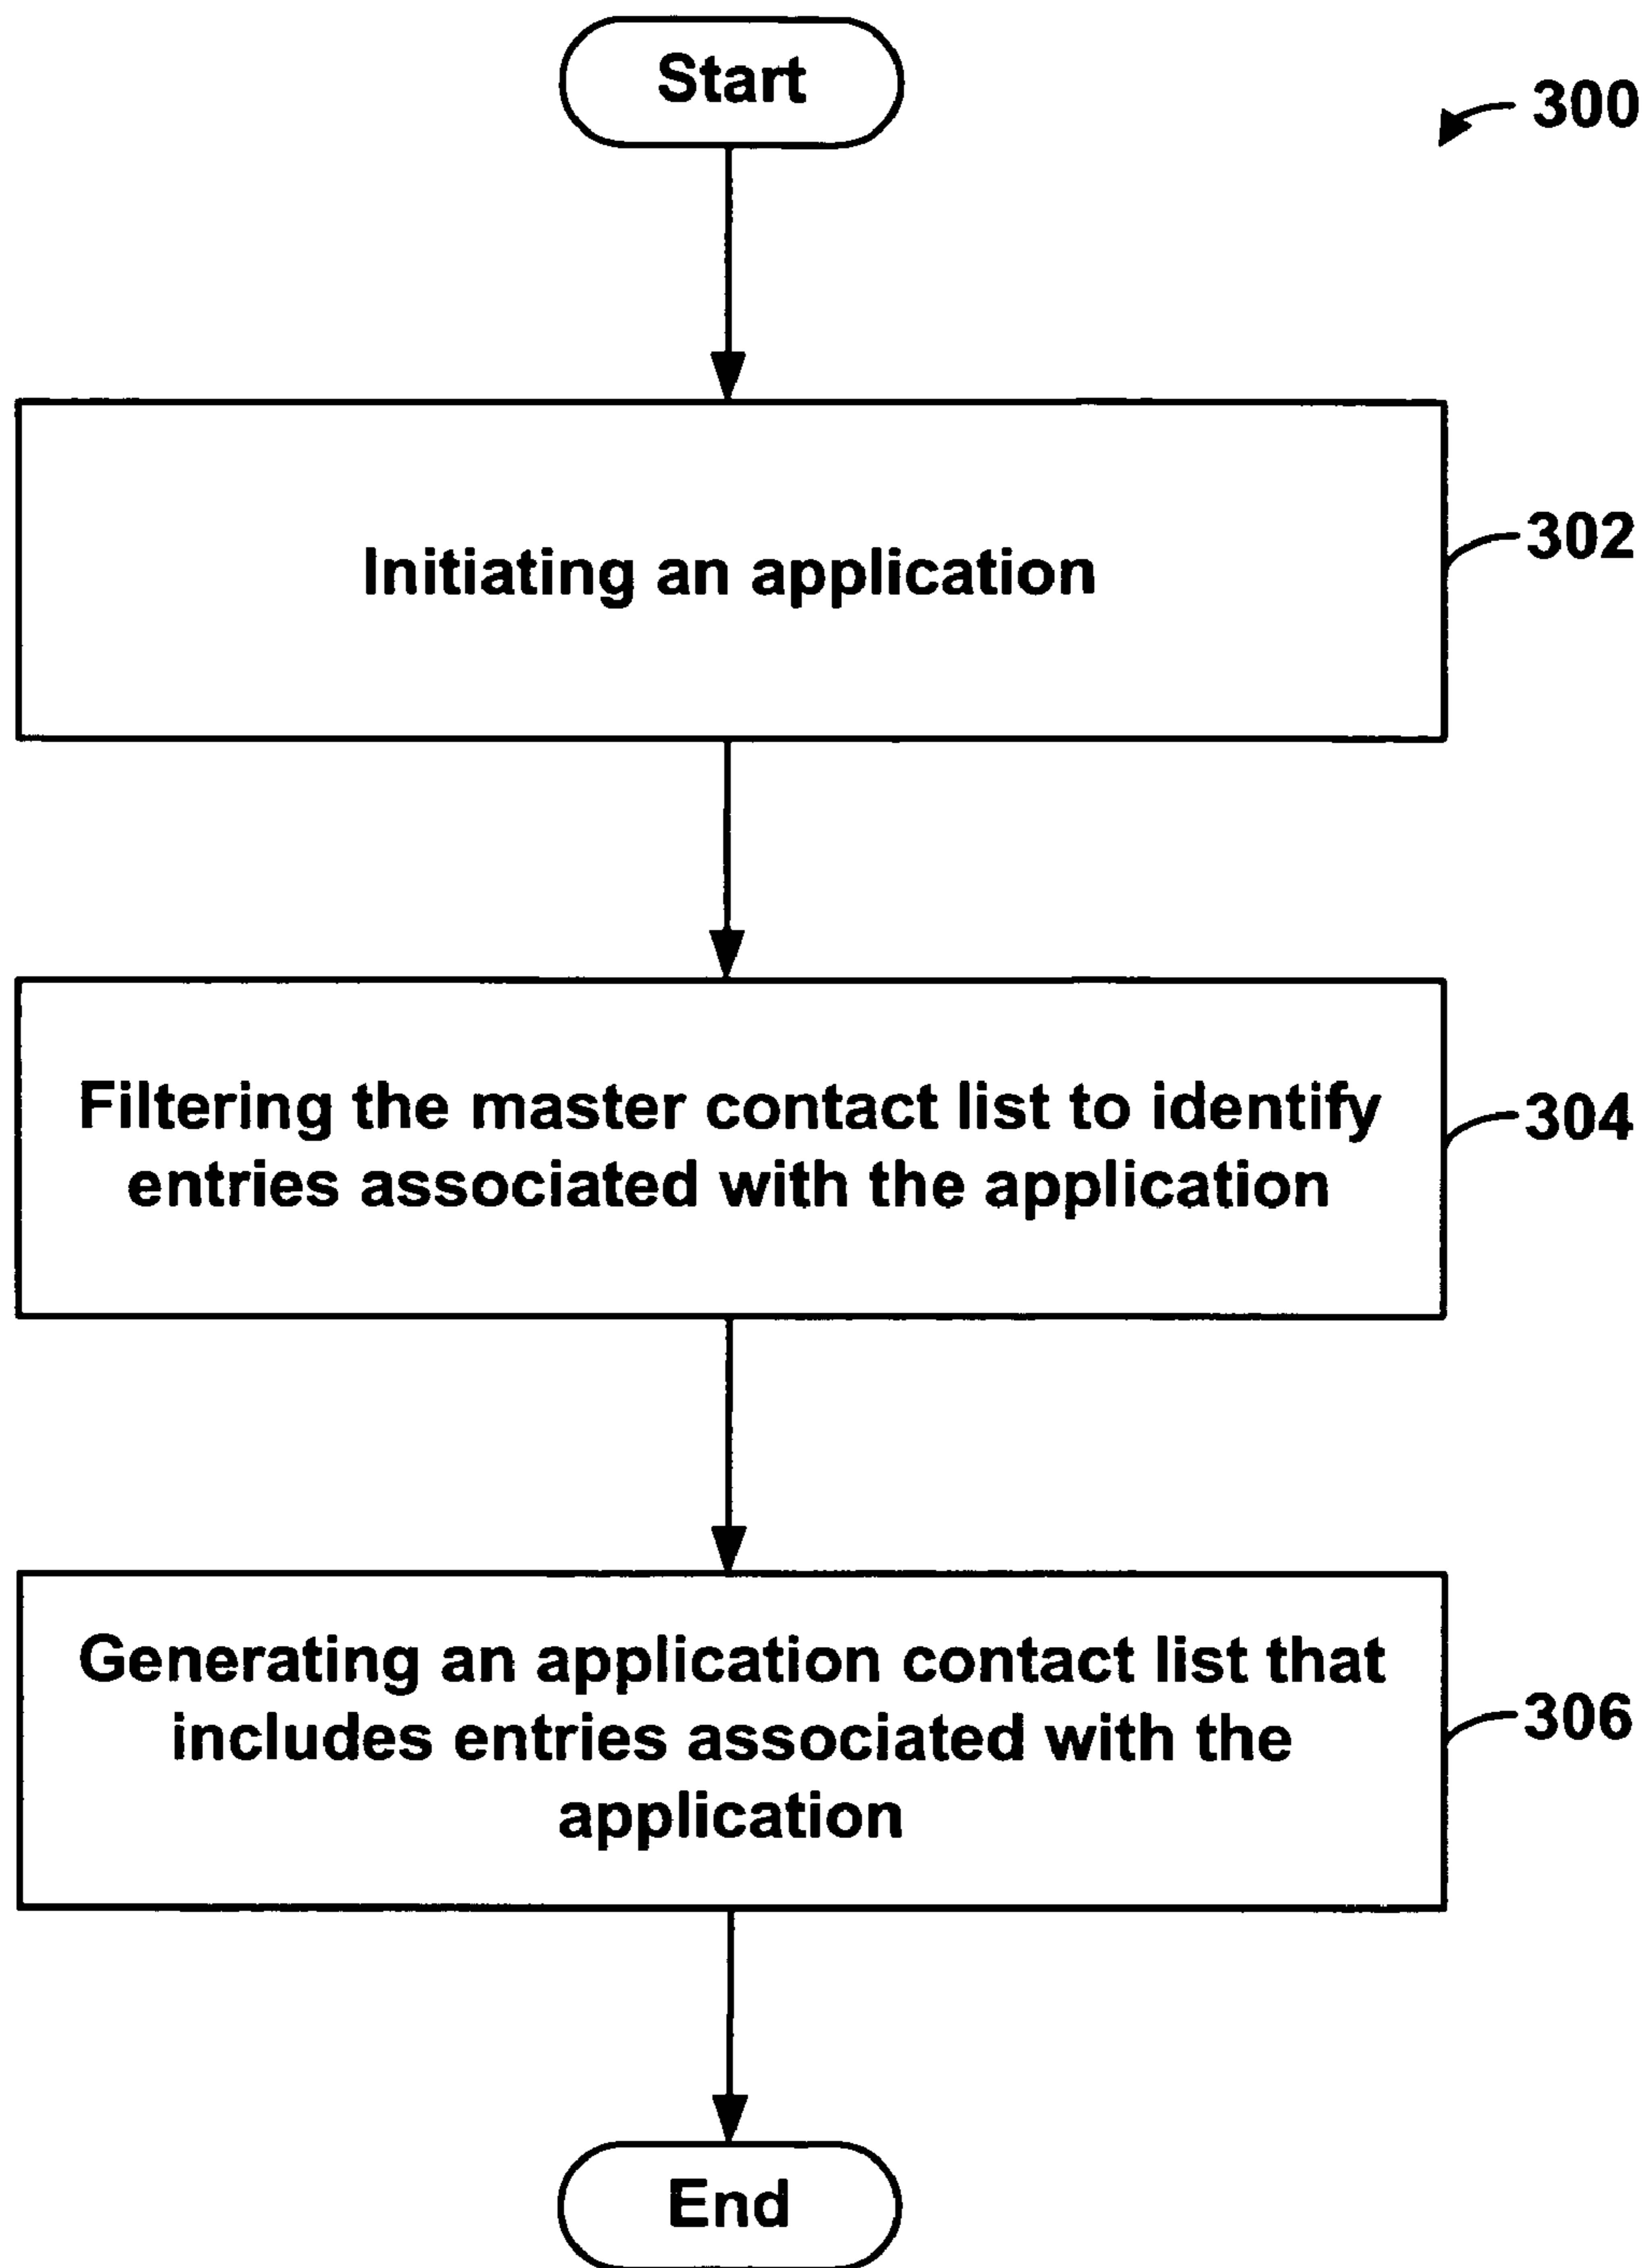 Start
300
Initiating an application
302
Filtering the master contact list to identify
entries associated with the application
304
Generating an application contact list that
includes entries associated with the
application
306
End